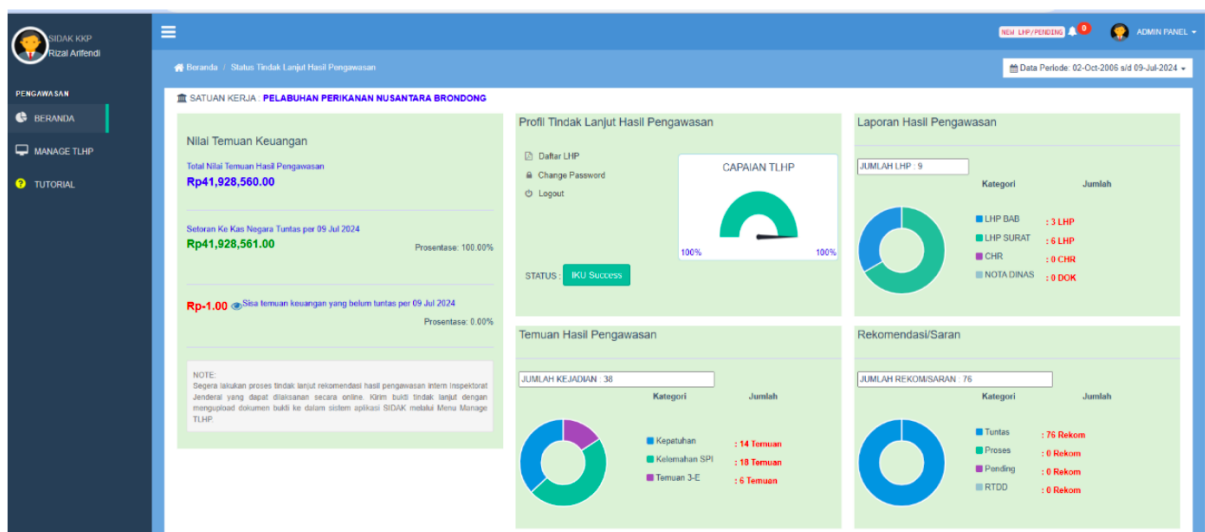 SIDAK KKP
Rizal Arifendi
NEW LHP/PENDING
0
ADMIN PANEL
Beranda / Status Tindak Lanjut Hasil Pengawasan
Data Periode: 02-Oct-2006 s/d 09-Jul-2024
PENGAWASAN
BERANDA
MANAGE TLHP
TUTORIAL
SATUAN KERJA : PELABUHAN PERIKANAN NUSANTARA BRONDONG
Nilai Temuan Keuangan
Total Nilai Temuan Hasil Pengawasan
Rp41,928,560.00
Setoran Ke Kas Negara Tuntas per 09 Jul 2024
Rp41,928,561.00
Prosentase: 100.00%
Rp-1.00 Sisa temuan keuangan yang belum tuntas per 09 Jul 2024
Prosentase: 0.00%
NOTE:
Segera lakukan proses tindak lanjut rekomendasi hasil pengawasan intern Inspektorat
Jenderal yang dapat dilaksanan secara online. Kirim bukti tindak lanjut dengan
mengupload dokumen bukti ke dalam sistem aplikasi SIDAK melalui Menu Manage
TLHP.
Profil Tindak Lanjut Hasil Pengawasan
Daftar LHP
Change Password
Logout
CAPAIAN TLHP
100%
100%
STATUS : IKU Success
Laporan Hasil Pengawasan
JUMLAH LHP : 9
Kategori Jumlah
LHP BAB : 3 LHP
LHP SURAT : 6 LHP
CHR : 0 CHR
NOTA DINAS : 0 DOK
Temuan Hasil Pengawasan
JUMLAH KEJADIAN : 38
Kategori Jumlah
Kepatuhan : 14 Temuan
Kelemahan SPI : 18 Temuan
Temuan 3-E : 6 Temuan
Rekomendasi/Saran
JUMLAH REKOM/SARAN : 76
Kategori Jumlah
Tuntas : 76 Rekom
Proses : 0 Rekom
Pending : 0 Rekom
RTDD : 0 Rekom